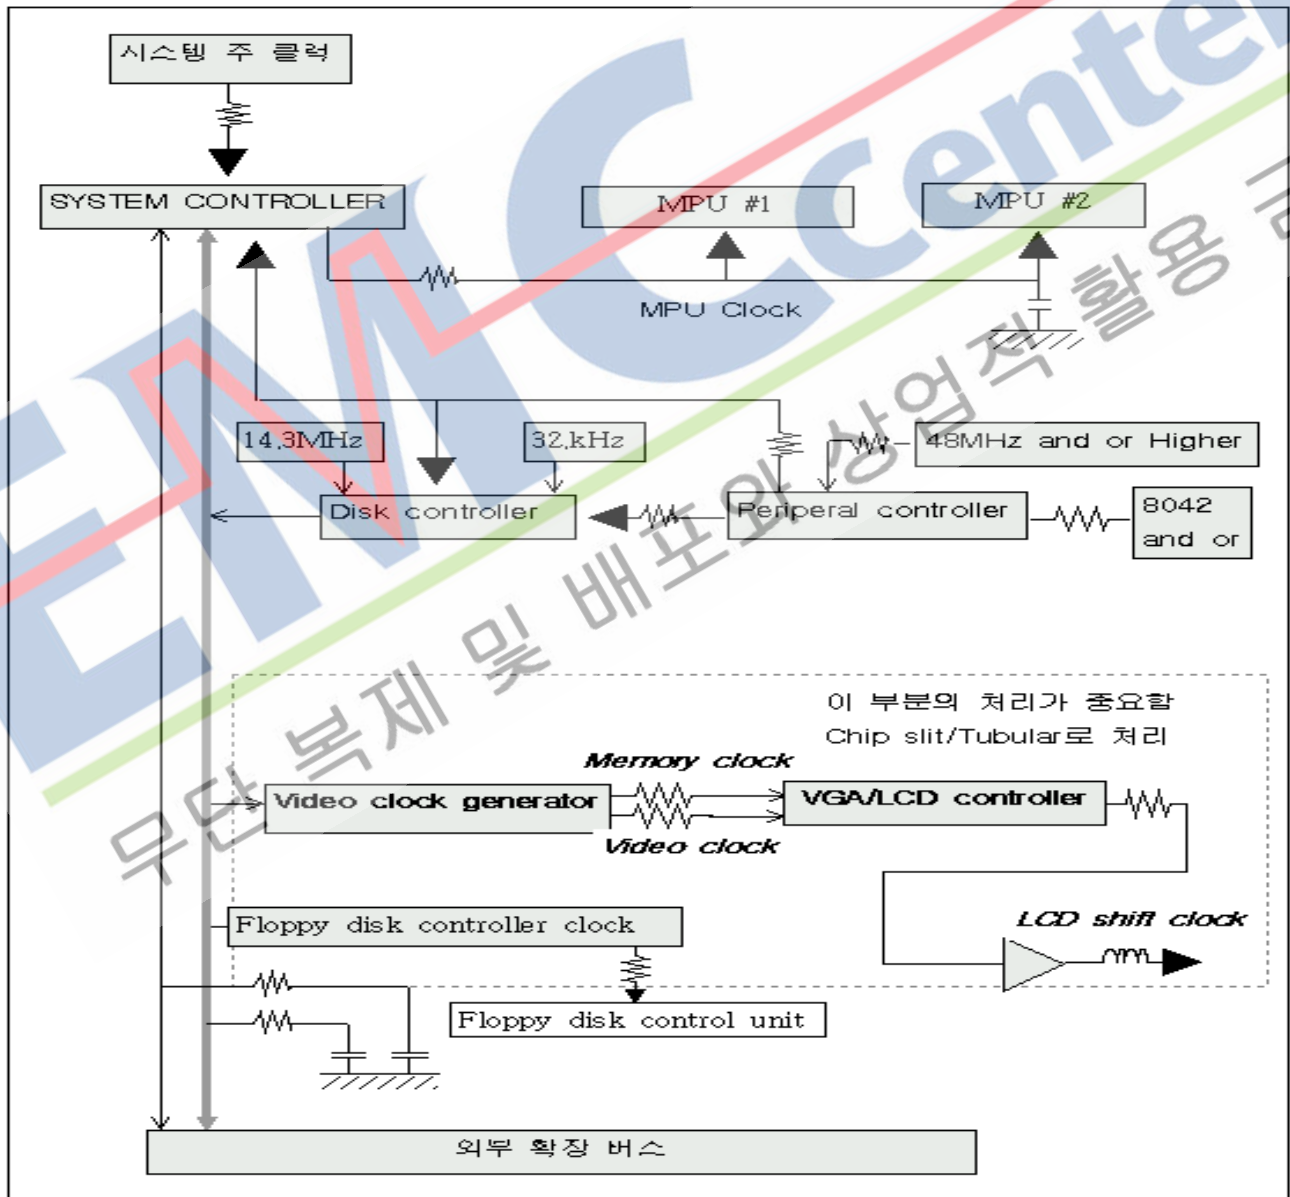 시스템 주 클럭
SYSTEM CONTROLLER
MPU #1
MPU #2
MPU Clock
14.3MHz
32.kHz
48MHz and or Higher
Disk controller
Periperal controller
8042
and or
이 부분의 처리가 중요함
Chip slit/Tubular로 처리
Memory clock
Video clock generator
VGA/LCD controller
Video clock
Floppy disk controller clock
LCD shift clock
Floppy disk control unit
외부 확장 버스
EMC center
무단 복제 및 배포와 상업적 활용